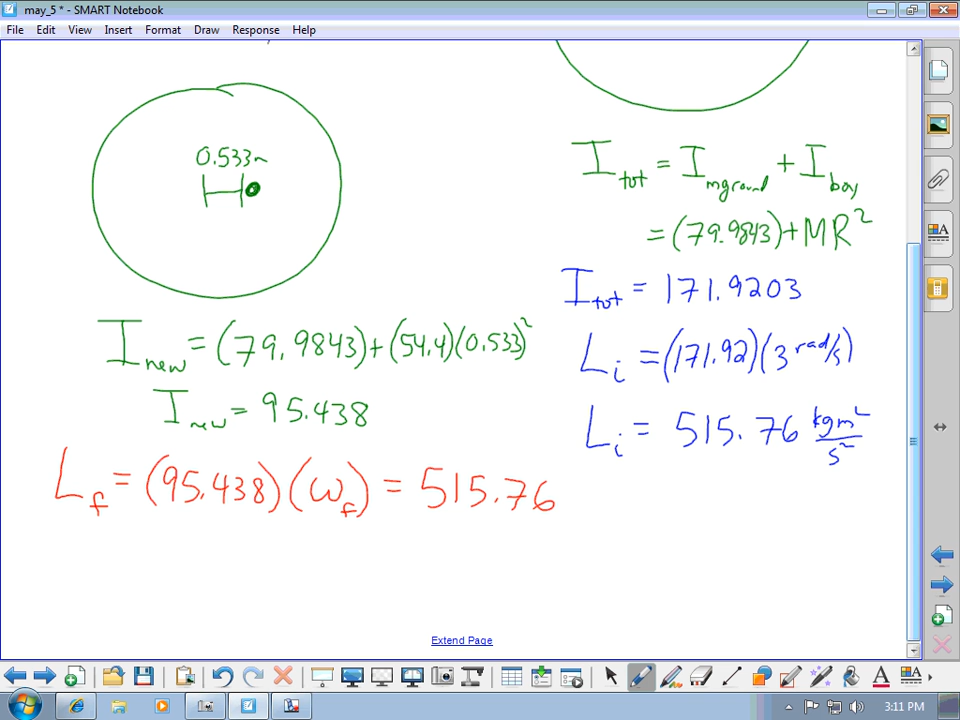 may_5 * - SMART Notebook
File Edit View Insert Format Draw Response Help
0.533m
I_new = (79.9843)+(54.4)(0.533)²
I_new = 95.438
L_f = (95.438)(ω_f) = 515.76
I_tot = I_mground + I_boy
= (79.9843)+MR²
I_tot = 171.9203
L_i = (171.92)(3 rad/s)
L_i = 515.76 kgm²/s²
Extend Page
3:11 PM